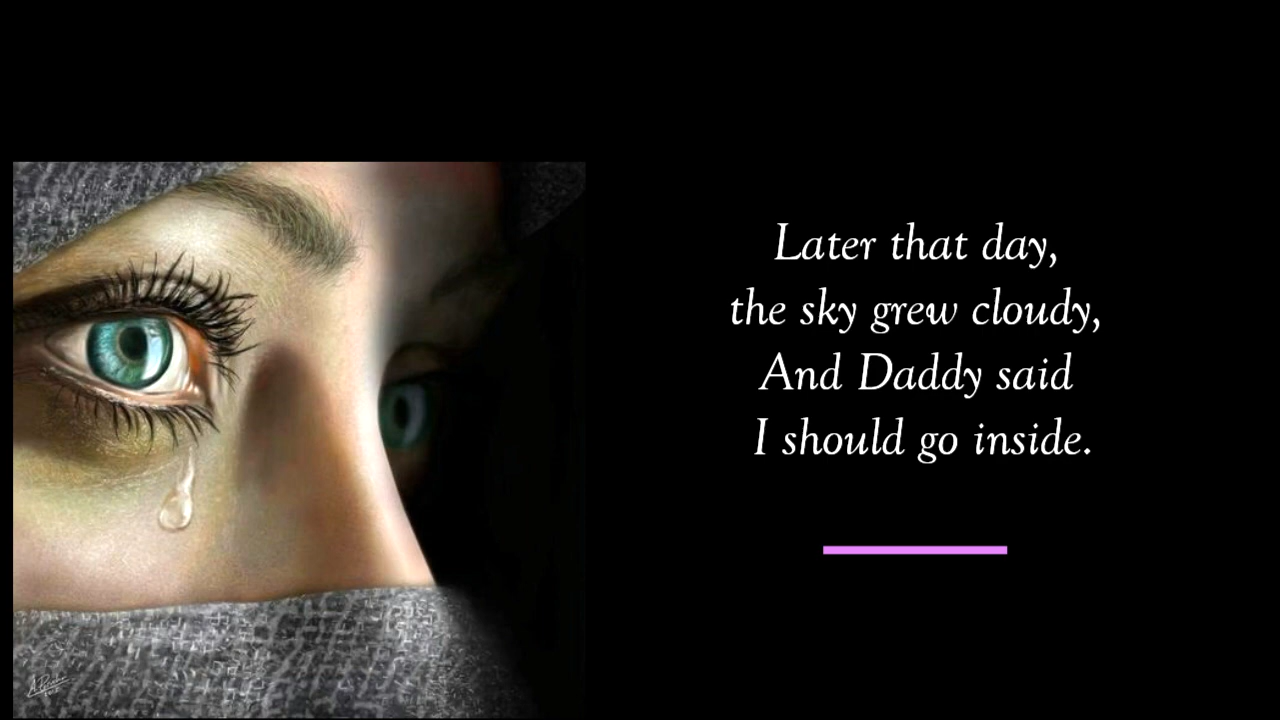 Later that day,
the sky grew cloudy,
And Daddy said
I should go inside.